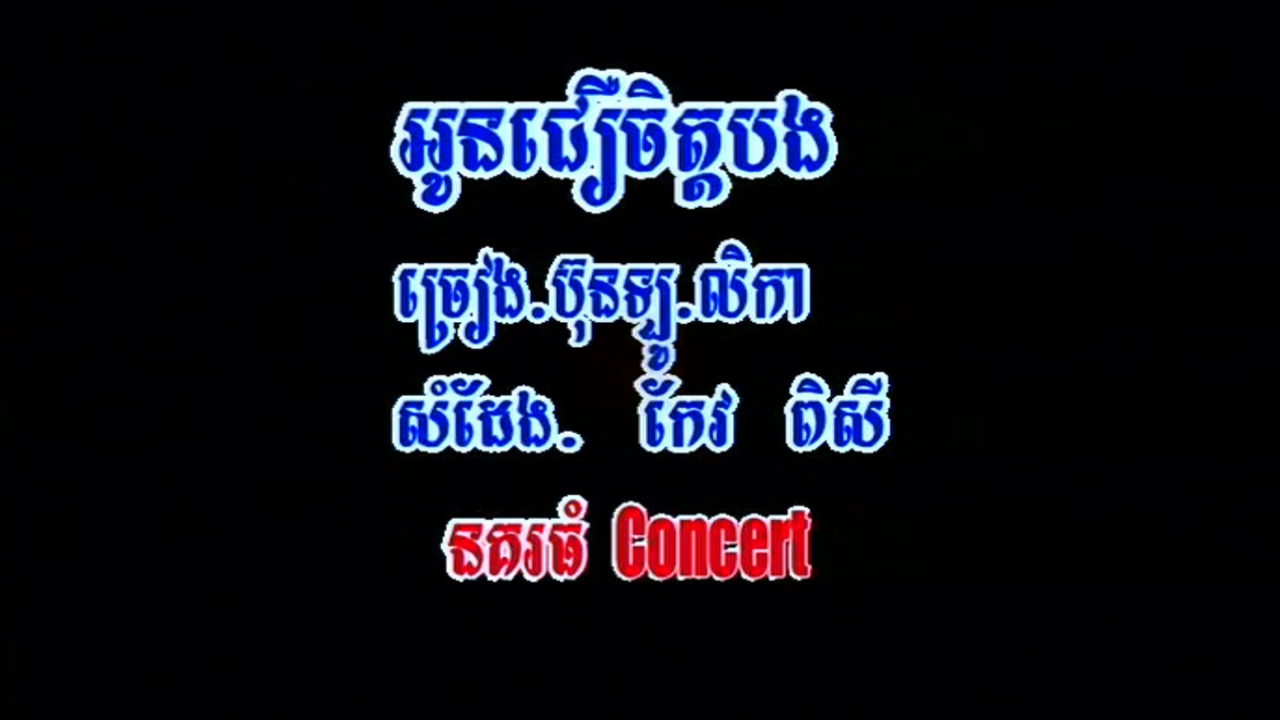 អូនជឿចិត្តបង
ច្រៀង.ប៊ុនឡូ.លិកា
សំដែង. កែវ ពិសី
នគរធំ Concert